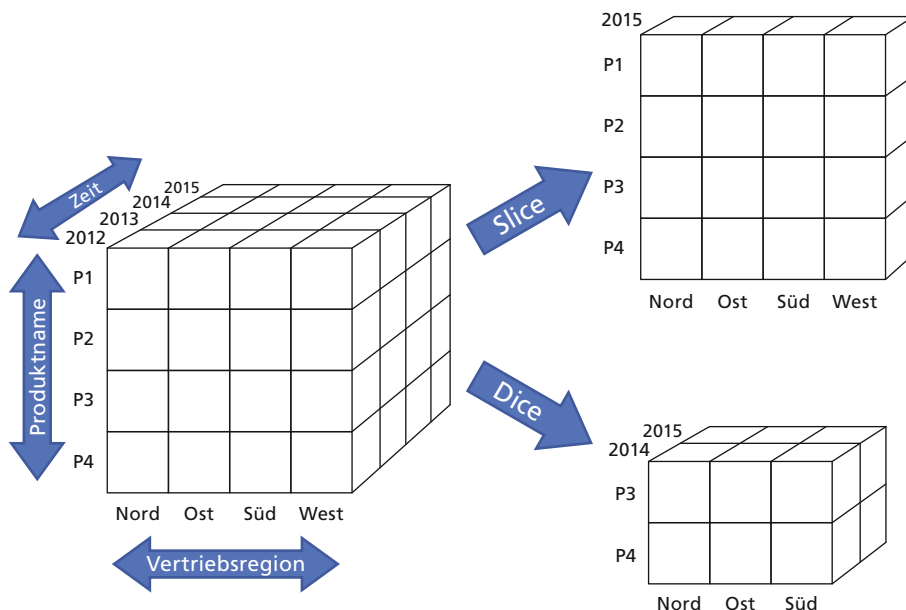 Zeit
2015
2014
2013
2012
Produktname
P1
P2
P3
P4
Nord Ost Süd West
Vertriebsregion
Slice
2015
P1
P2
P3
P4
Nord Ost Süd West
Dice
2015
2014
P3
P4
Nord Ost Süd